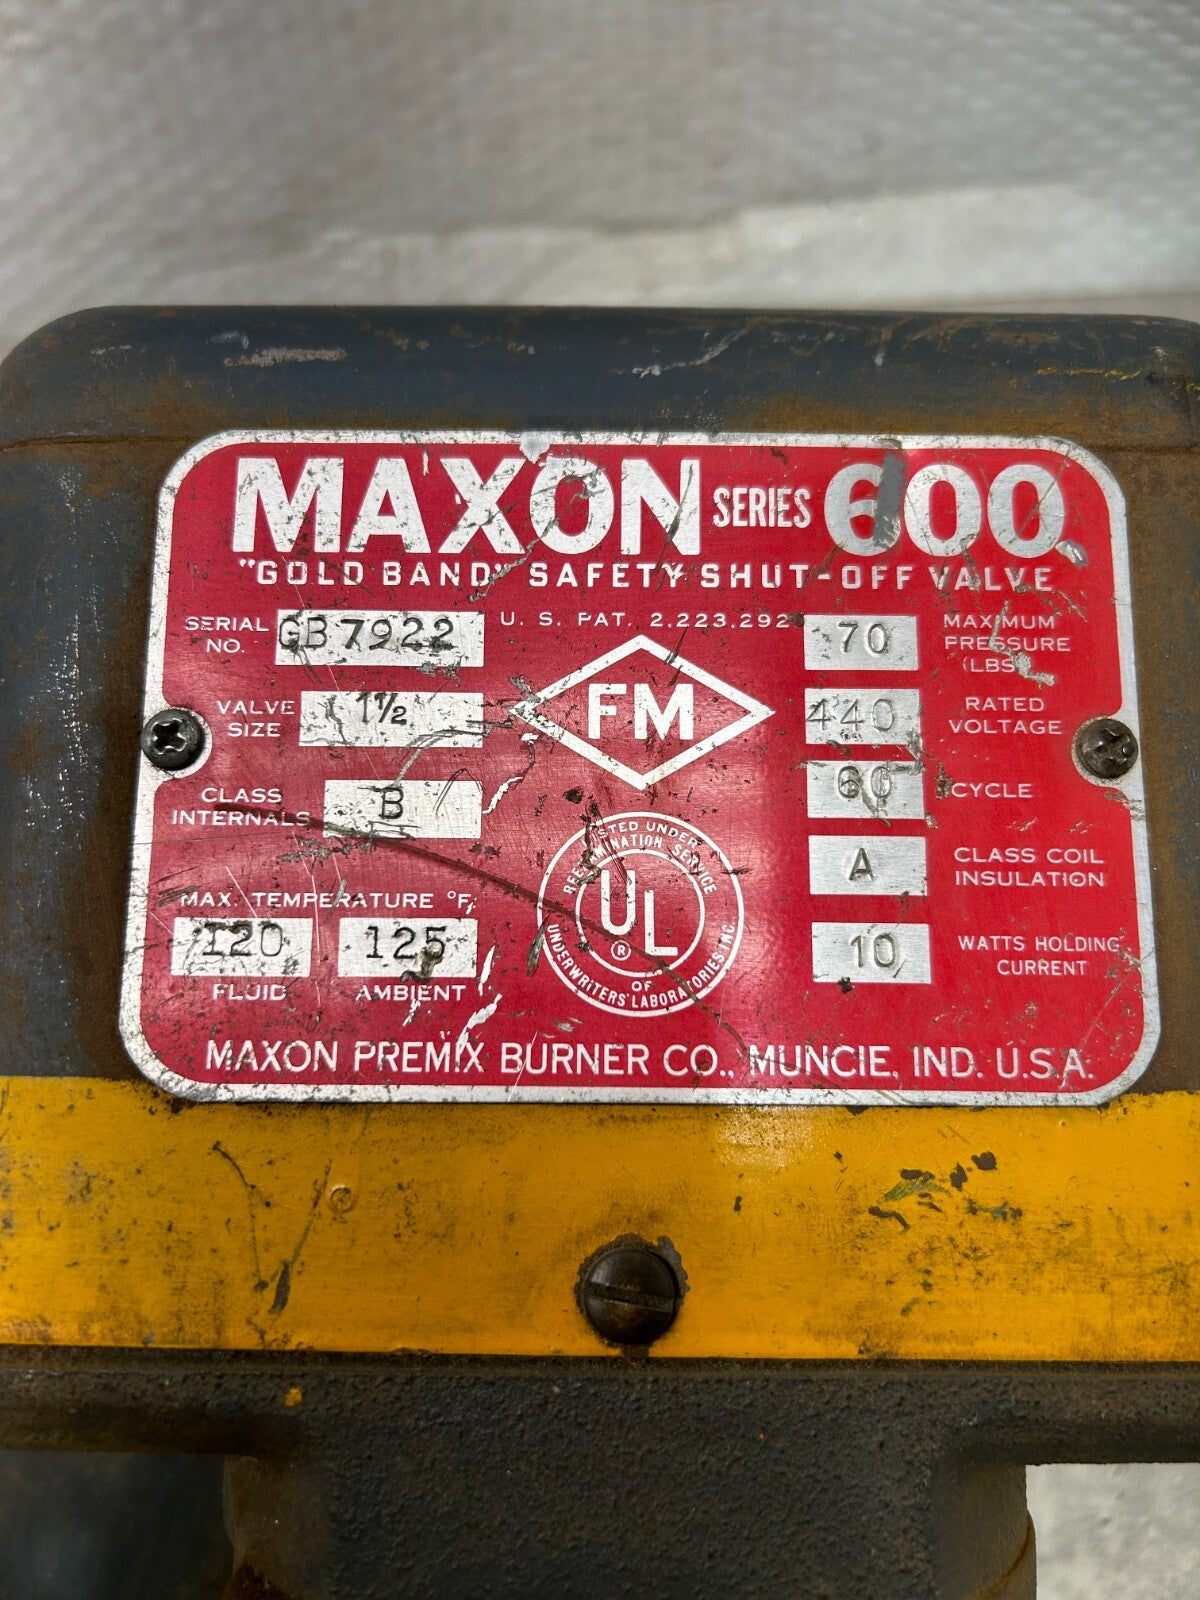 MAXON SERIES 600
"GOLD BAND" SAFETY SHUT-OFF VALVE
U. S. PAT. 2,223,292
SERIAL NO. GB7922
VALVE SIZE 1 1/2
CLASS INTERNALS B
MAX. TEMPERATURE °F.
120 125
FLUID AMBIENT
FM
LISTED UNDER
REEXAMINATION SERVICE
UL ®
OF
UNDERWRITERS' LABORATORIES INC.
70 MAXIMUM PRESSURE (LBS)
440 RATED VOLTAGE
60 CYCLE
A CLASS COIL INSULATION
10 WATTS HOLDING CURRENT
MAXON PREMIX BURNER CO., MUNCIE, IND. U.S.A.